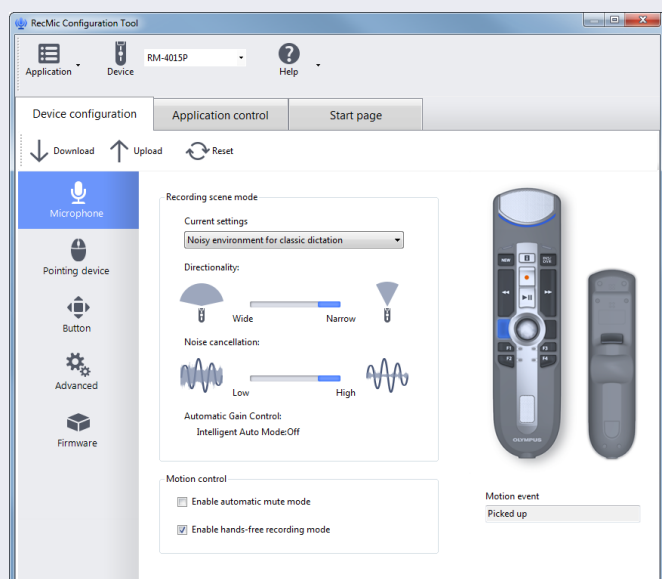 RecMic Configuration Tool
Application
Device
RM-4015P
Help
Device configuration
Application control
Start page
Download
Upload
Reset
Microphone
Pointing device
Button
Advanced
Firmware
Recording scene mode
Current settings
Noisy environment for classic dictation
Directionality:
Wide
Narrow
Noise cancellation:
Low
High
Automatic Gain Control:
Intelligent Auto Mode:Off
Motion control
Enable automatic mute mode
Enable hands-free recording mode
NEW
INS/
OVR
F1
F3
F2
F4
OLYMPUS
Motion event
Picked up